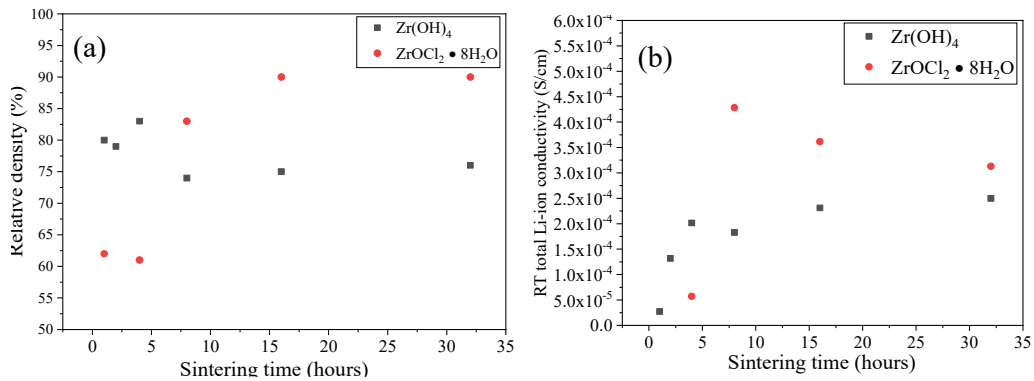 (a)
Zr(OH)4
ZrOCl2 • 8H2O
Relative density (%)
100
95
90
85
80
75
70
65
60
55
50
0 5 10 15 20 25 30 35
Sintering time (hours)
(b)
Zr(OH)4
ZrOCl2 • 8H2O
RT total Li-ion conductivity (S/cm)
6.0x10-4
5.5x10-4
5.0x10-4
4.5x10-4
4.0x10-4
3.5x10-4
3.0x10-4
2.5x10-4
2.0x10-4
1.5x10-4
1.0x10-4
5.0x10-5
0.0
0 5 10 15 20 25 30 35
Sintering time (hours)